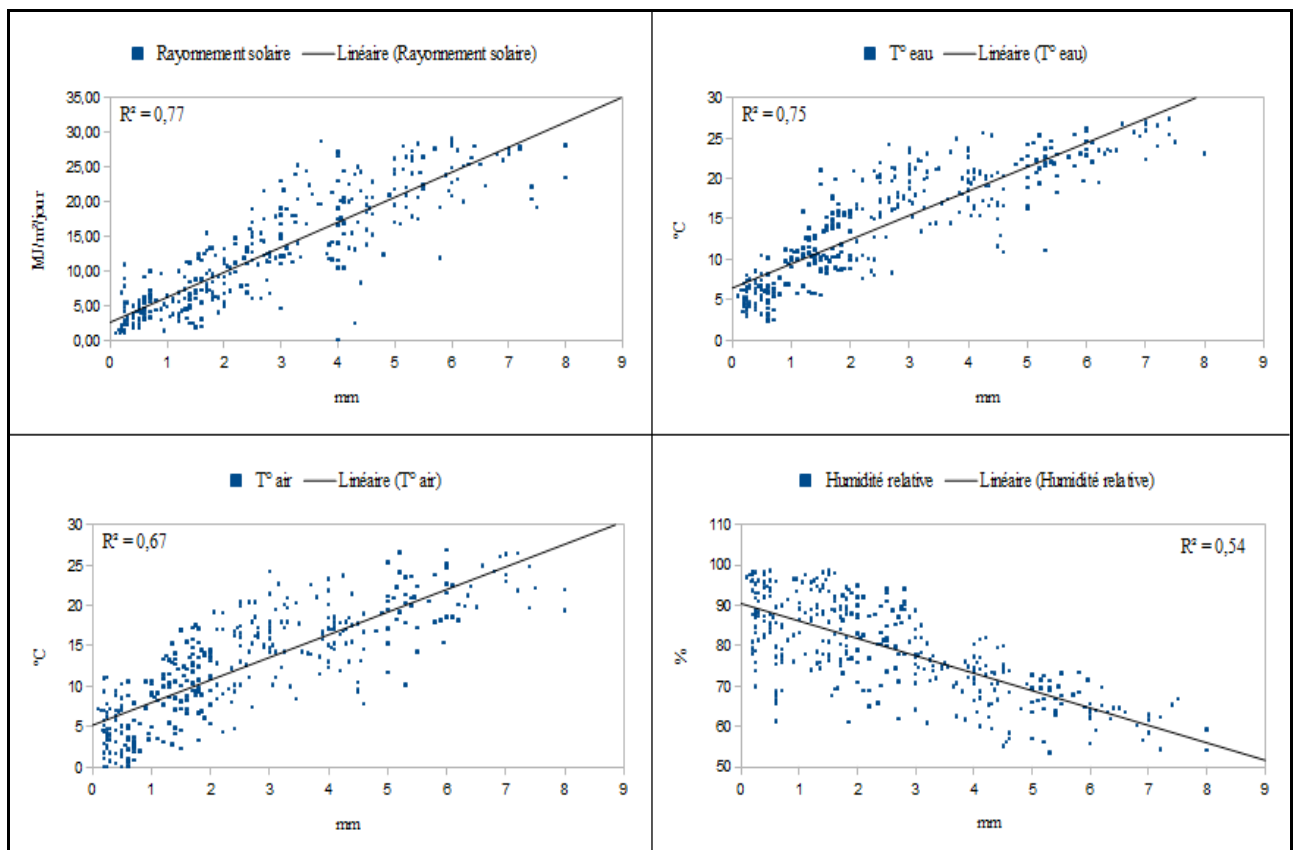 Rayonnement solaire Linéaire (Rayonnement solaire)
R² = 0,77
35,00
30,00
25,00
20,00
15,00
10,00
5,00
0,00
MJ/m²/jour
0 1 2 3 4 5 6 7 8 9
mm
T° eau Linéaire (T° eau)
R² = 0,75
30
25
20
15
10
5
0
°C
0 1 2 3 4 5 6 7 8 9
mm
T° air Linéaire (T° air)
R² = 0,67
30
25
20
15
10
5
0
°C
0 1 2 3 4 5 6 7 8 9
mm
Humidité relative Linéaire (Humidité relative)
R² = 0,54
110
100
90
80
70
60
50
%
0 1 2 3 4 5 6 7 8 9
mm